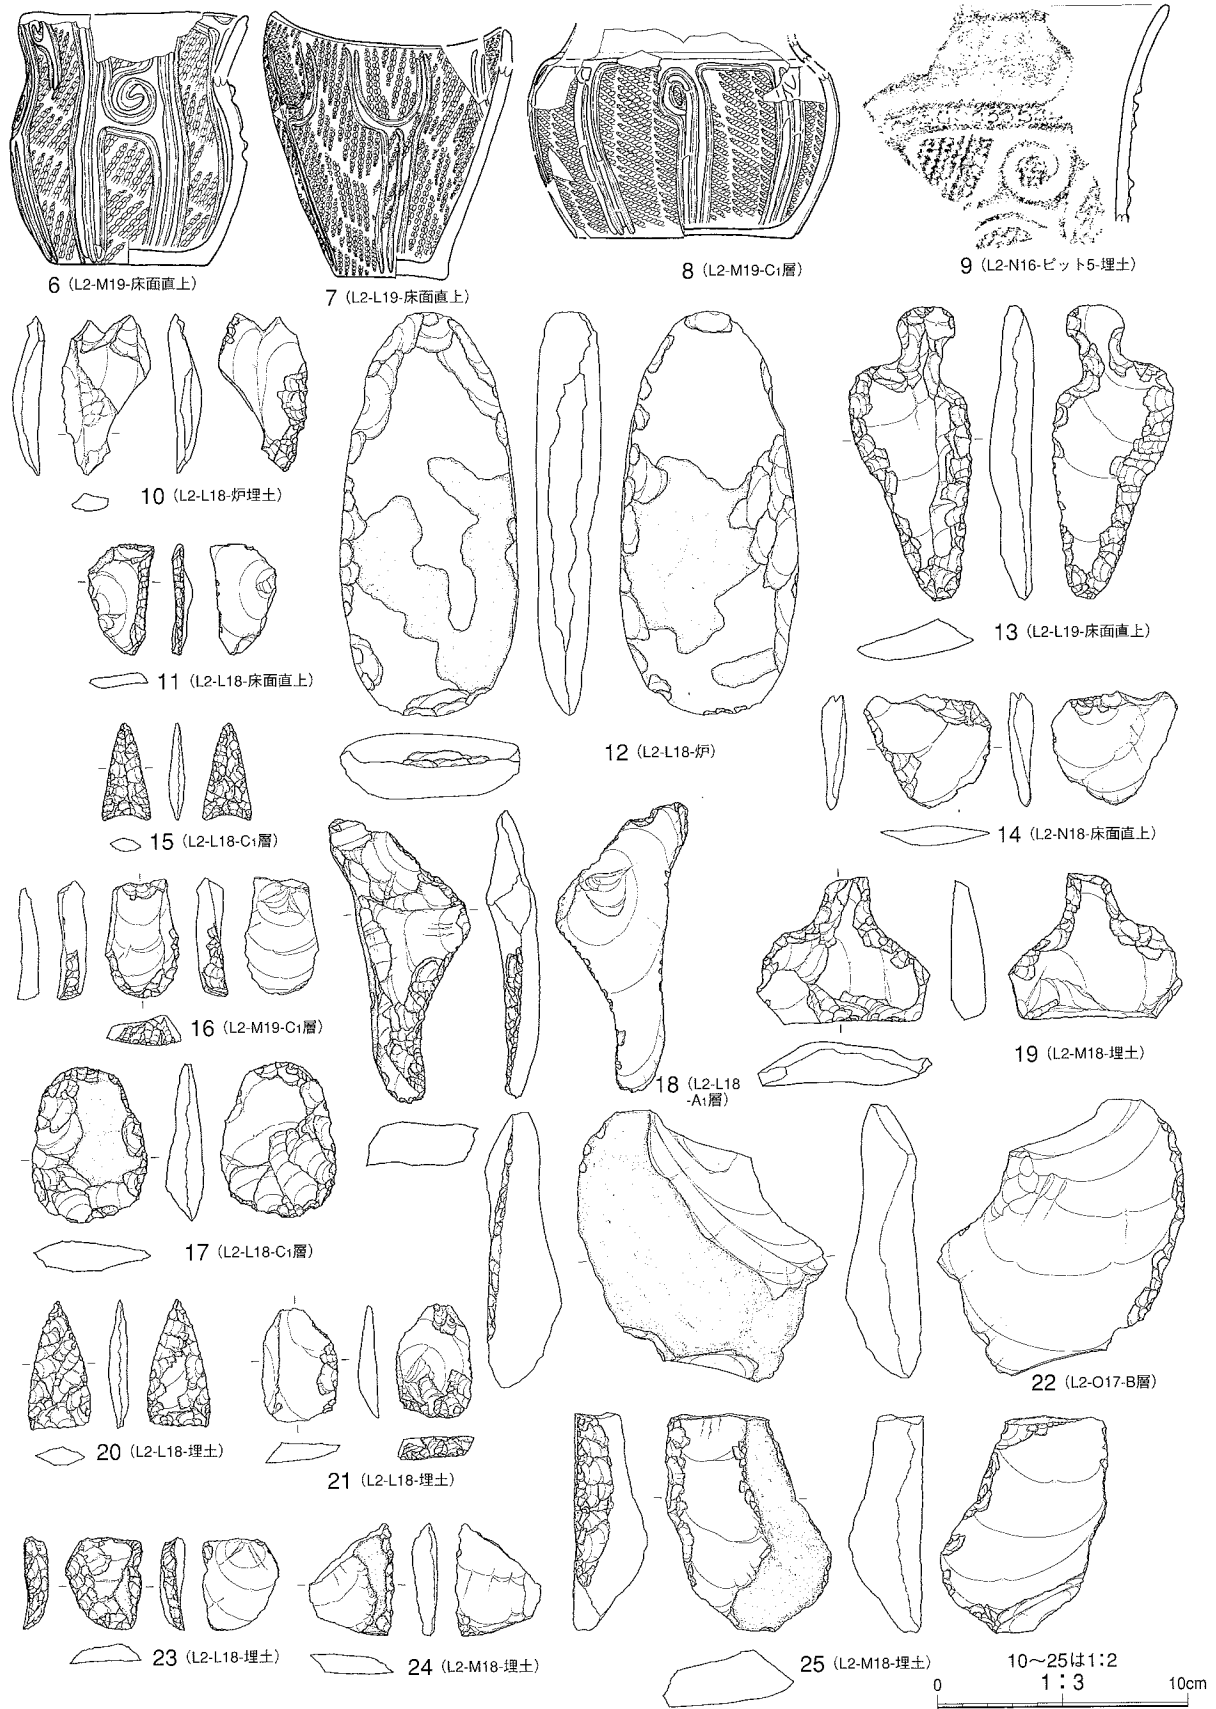 6 (L2-M19-床面直上)
7 (L2-L19-床面直上)
8 (L2-M19-C1層)
9 (L2-N16-ピット5-埋土)
10 (L2-L18-炉埋土)
11 (L2-L18-床面直上)
12 (L2-L18-炉)
13 (L2-L19-床面直上)
14 (L2-N18-床面直上)
15 (L2-L18-C1層)
16 (L2-M19-C1層)
17 (L2-L18-C1層)
18 (L2-L18
-A1層)
19 (L2-M18-埋土)
20 (L2-L18-埋土)
21 (L2-L18-埋土)
22 (L2-O17-B層)
23 (L2-L18-埋土)
24 (L2-M18-埋土)
25 (L2-M18-埋土)
10〜25は1:2
1:3
0 10cm